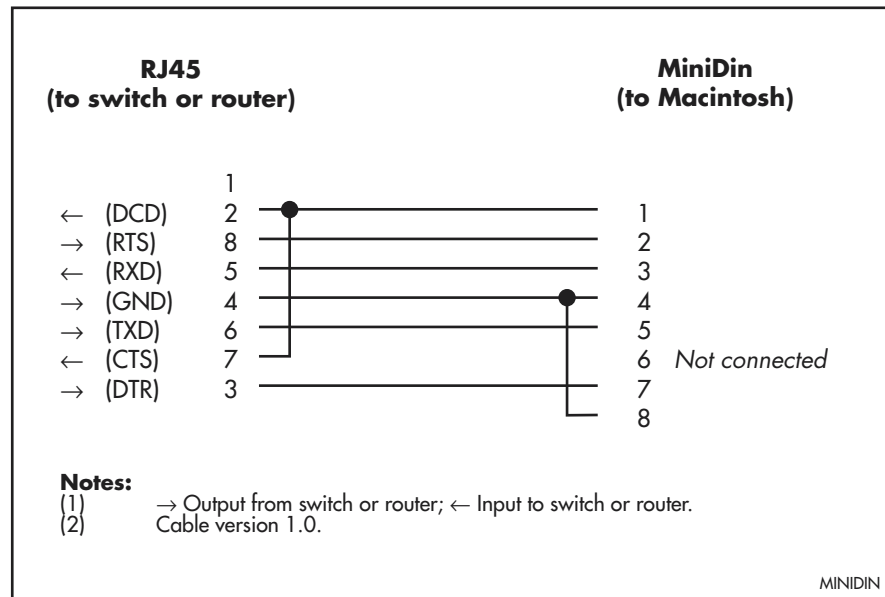 RJ45
(to switch or router)
MiniDin
(to Macintosh)
1
← (DCD) 2 1
→ (RTS) 8 2
← (RXD) 5 3
→ (GND) 4 4
→ (TXD) 6 5
← (CTS) 7 6 Not connected
→ (DTR) 3 7
8
Notes:
(1) → Output from switch or router; ← Input to switch or router.
(2) Cable version 1.0.
MINIDIN